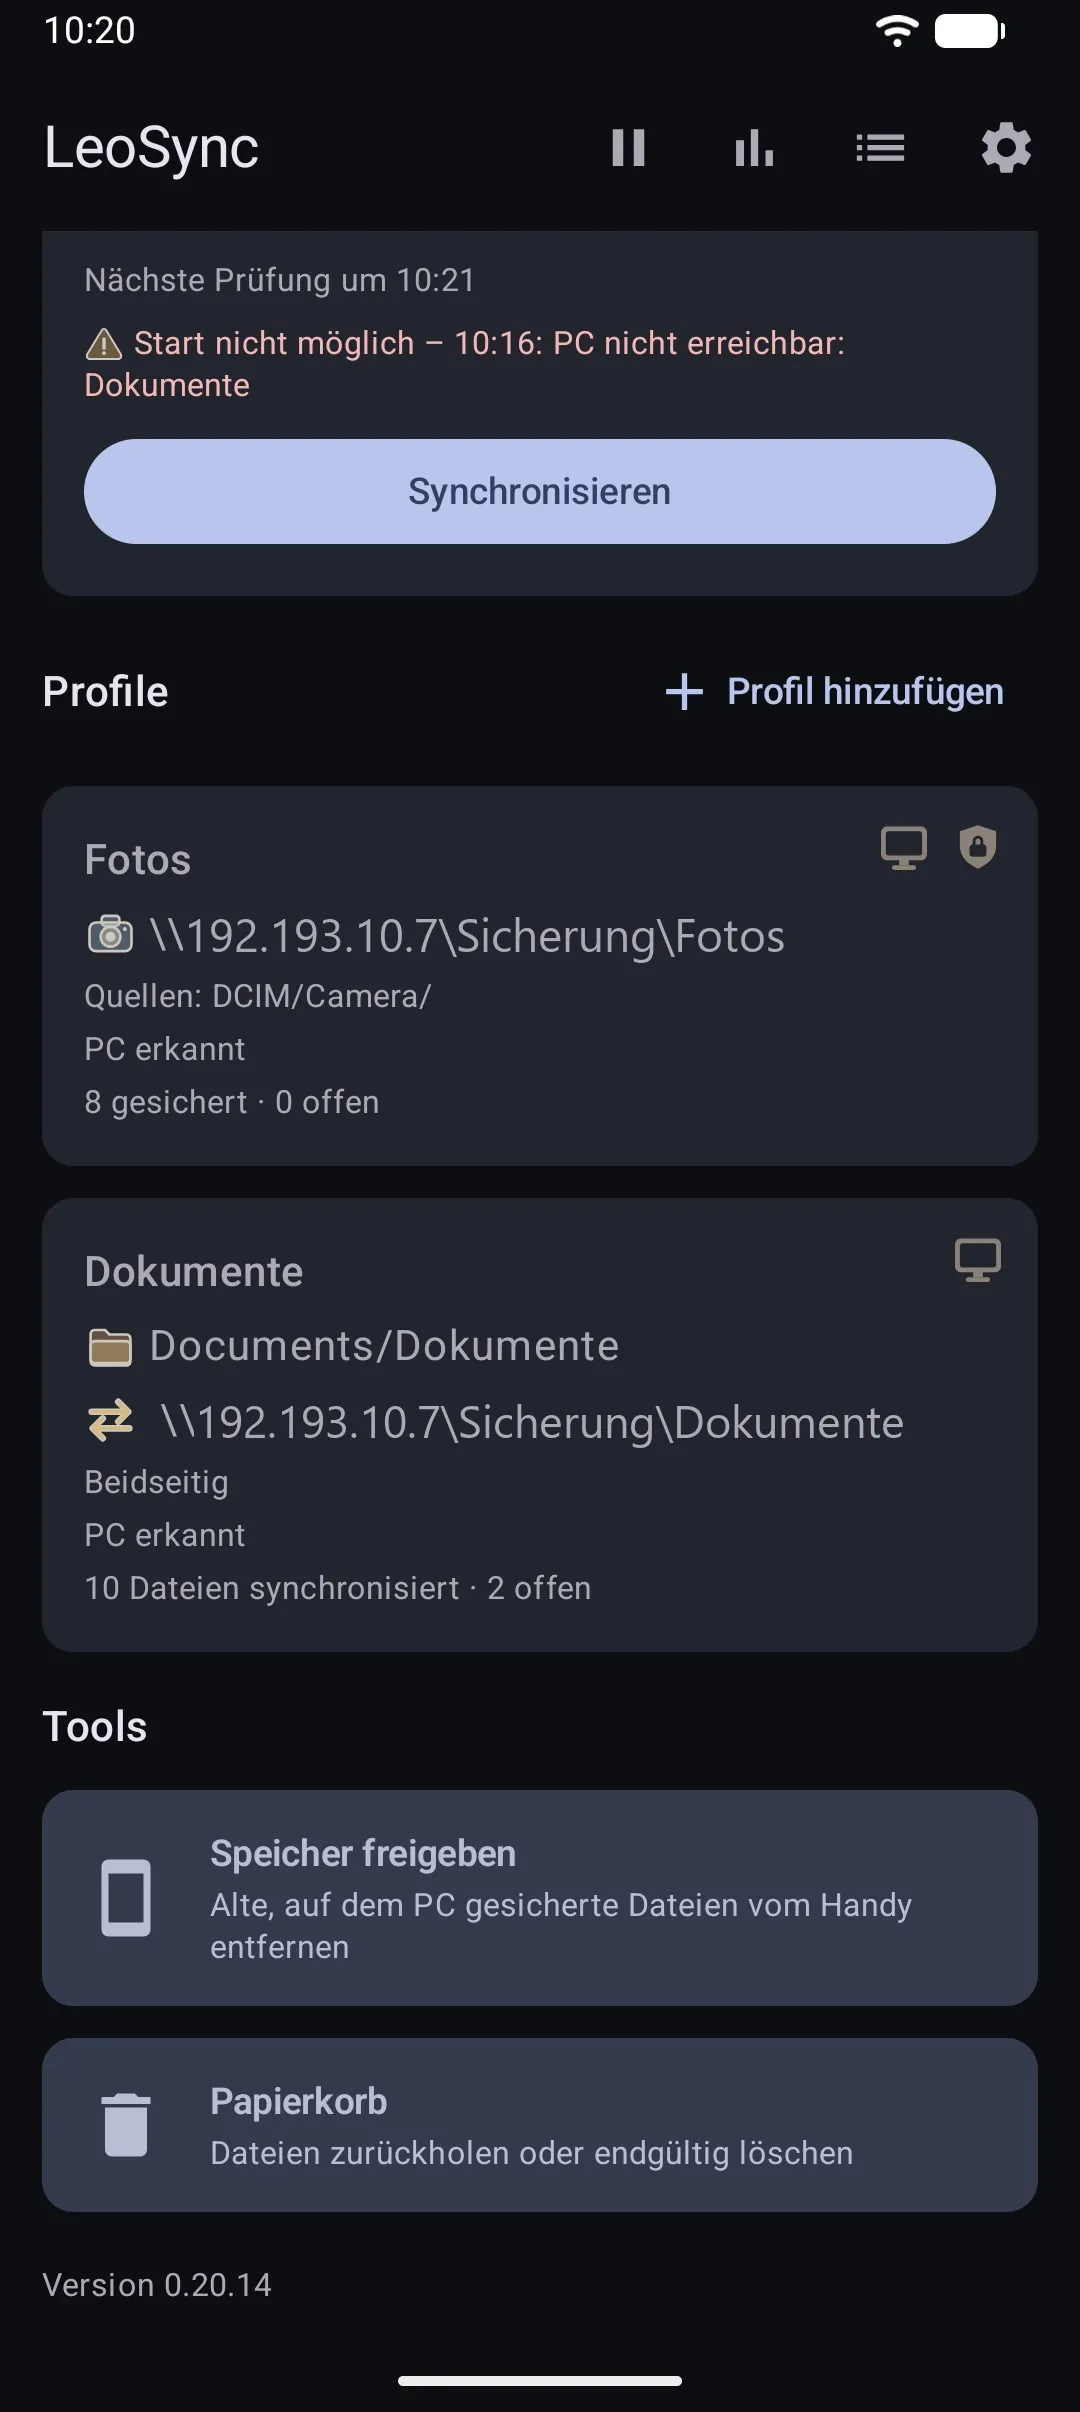 10:20
LeoSync
Nächste Prüfung um 10:21
⚠ Start nicht möglich – 10:16: PC nicht erreichbar:
Dokumente
Synchronisieren
Profile
+ Profil hinzufügen
Fotos
\\192.193.10.7\Sicherung\Fotos
Quellen: DCIM/Camera/
PC erkannt
8 gesichert · 0 offen
Dokumente
Documents/Dokumente
\\192.193.10.7\Sicherung\Dokumente
Beidseitig
PC erkannt
10 Dateien synchronisiert · 2 offen
Tools
Speicher freigeben
Alte, auf dem PC gesicherte Dateien vom Handy
entfernen
Papierkorb
Dateien zurückholen oder endgültig löschen
Version 0.20.14